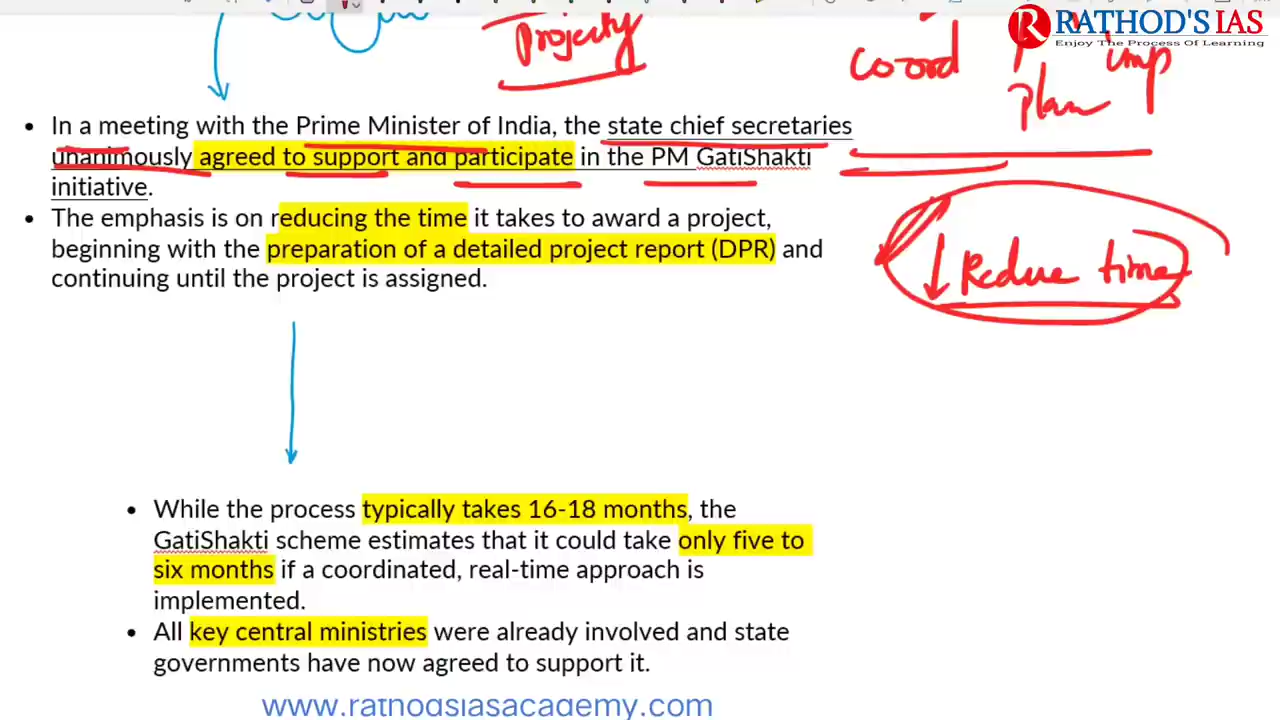 RATHOD'S IAS
Enjoy The Process Of Learning
Projects
coord
imp
plan
• In a meeting with the Prime Minister of India, the state chief secretaries
unanimously agreed to support and participate in the PM GatiShakti
initiative.
• The emphasis is on reducing the time it takes to award a project,
beginning with the preparation of a detailed project report (DPR) and
continuing until the project is assigned.
↓ Reduce time
• While the process typically takes 16-18 months, the
GatiShakti scheme estimates that it could take only five to
six months if a coordinated, real-time approach is
implemented.
• All key central ministries were already involved and state
governments have now agreed to support it.
www.rathodsiasacademy.com